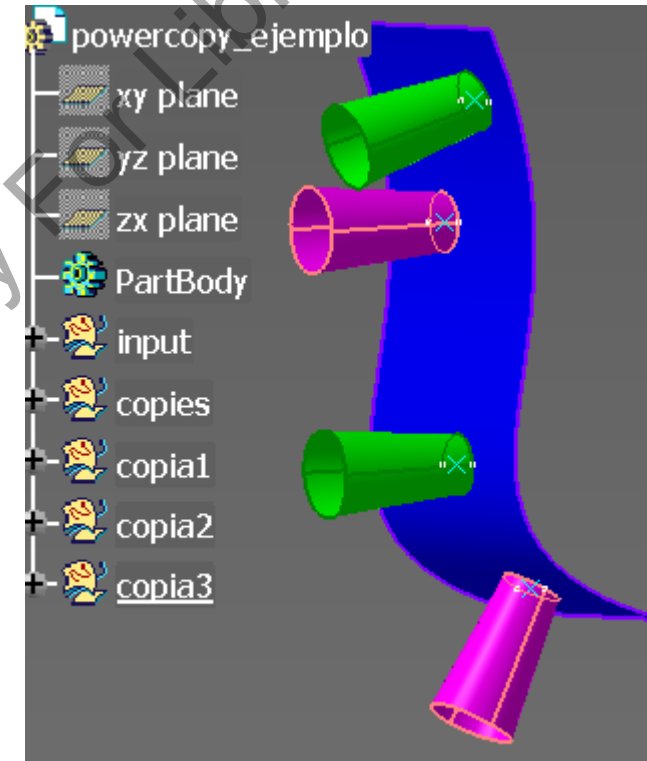 powercopy_ejemplo
xy plane
yz plane
zx plane
PartBody
input
copies
copia1
copia2
copia3